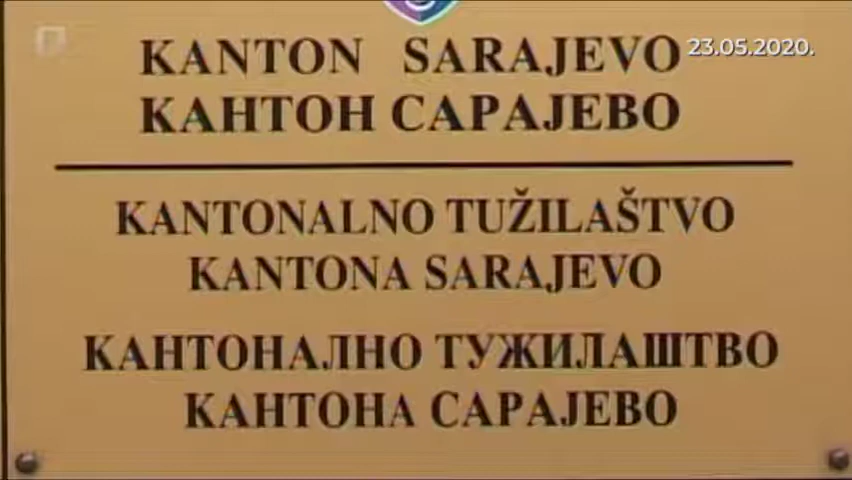 23.05.2020.
KANTON SARAJEVO
КАНТОН САРАЈЕВО
KANTONALNO TUŽILAŠTVO
KANTONA SARAJEVO
КАНТОНАЛНО ТУЖИЛАШТВО
КАНТОНА САРАЈЕВО